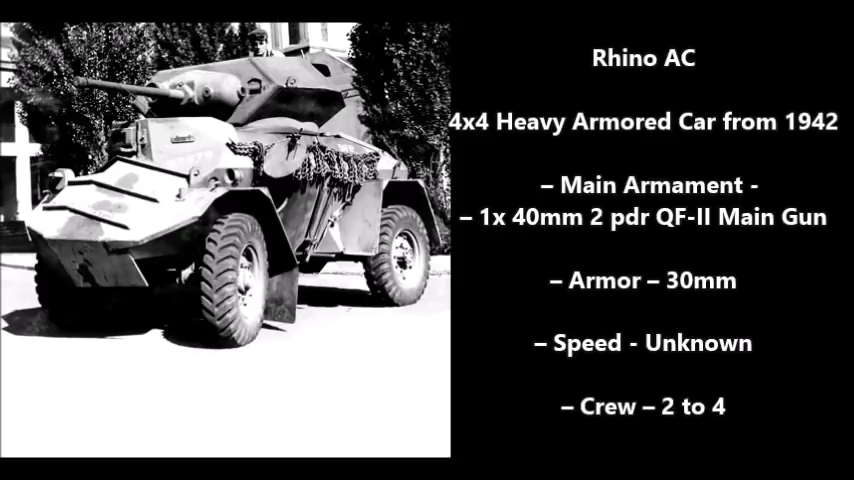 Rhino AC
4x4 Heavy Armored Car from 1942
– Main Armament -
– 1x 40mm 2 pdr QF-II Main Gun
– Armor – 30mm
– Speed - Unknown
– Crew – 2 to 4